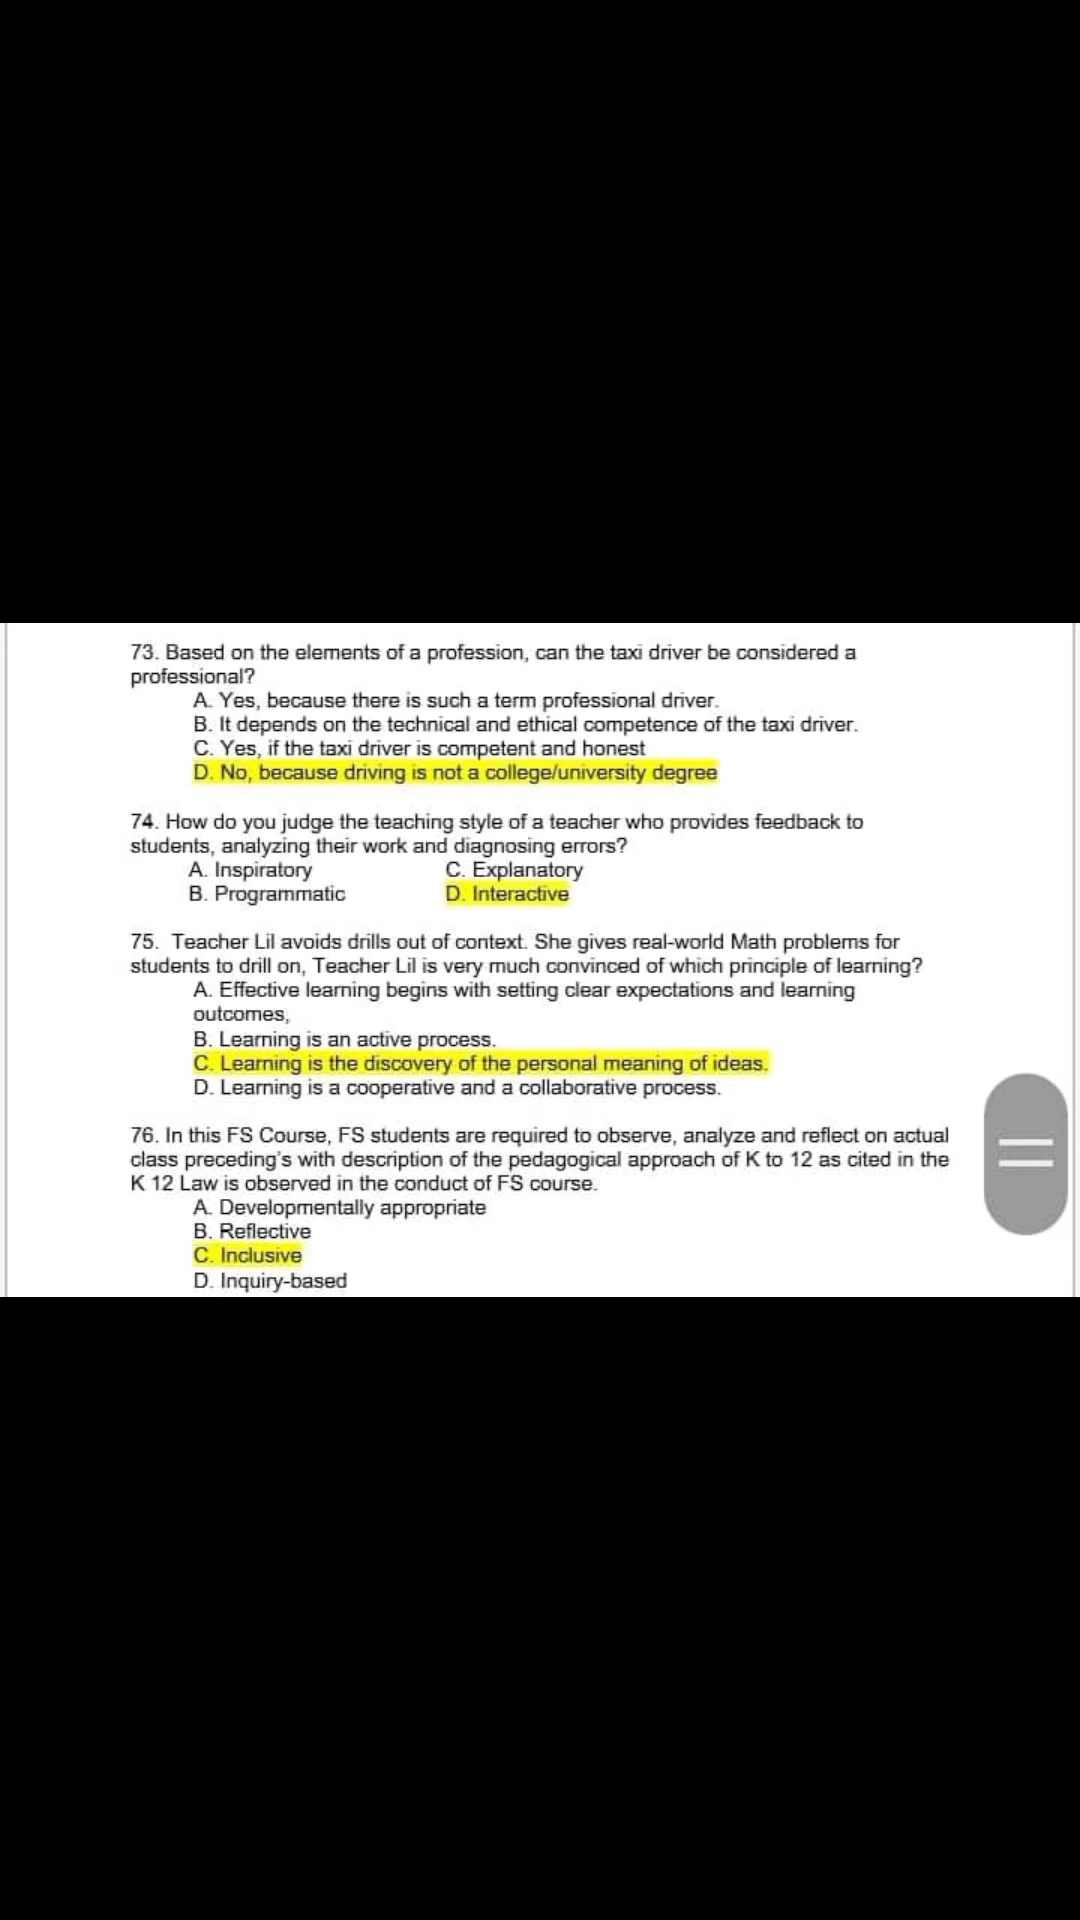 73. Based on the elements of a profession, can the taxi driver be considered a
professional?
A. Yes, because there is such a term professional driver.
B. It depends on the technical and ethical competence of the taxi driver.
C. Yes, if the taxi driver is competent and honest
D. No, because driving is not a college/university degree
74. How do you judge the teaching style of a teacher who provides feedback to
students, analyzing their work and diagnosing errors?
A. Inspiratory C. Explanatory
B. Programmatic D. Interactive
75. Teacher Lil avoids drills out of context. She gives real-world Math problems for
students to drill on, Teacher Lil is very much convinced of which principle of learning?
A. Effective learning begins with setting clear expectations and learning
outcomes,
B. Learning is an active process.
C. Learning is the discovery of the personal meaning of ideas.
D. Learning is a cooperative and a collaborative process.
76. In this FS Course, FS students are required to observe, analyze and reflect on actual
class preceding's with description of the pedagogical approach of K to 12 as cited in the
K 12 Law is observed in the conduct of FS course.
A. Developmentally appropriate
B. Reflective
C. Inclusive
D. Inquiry-based